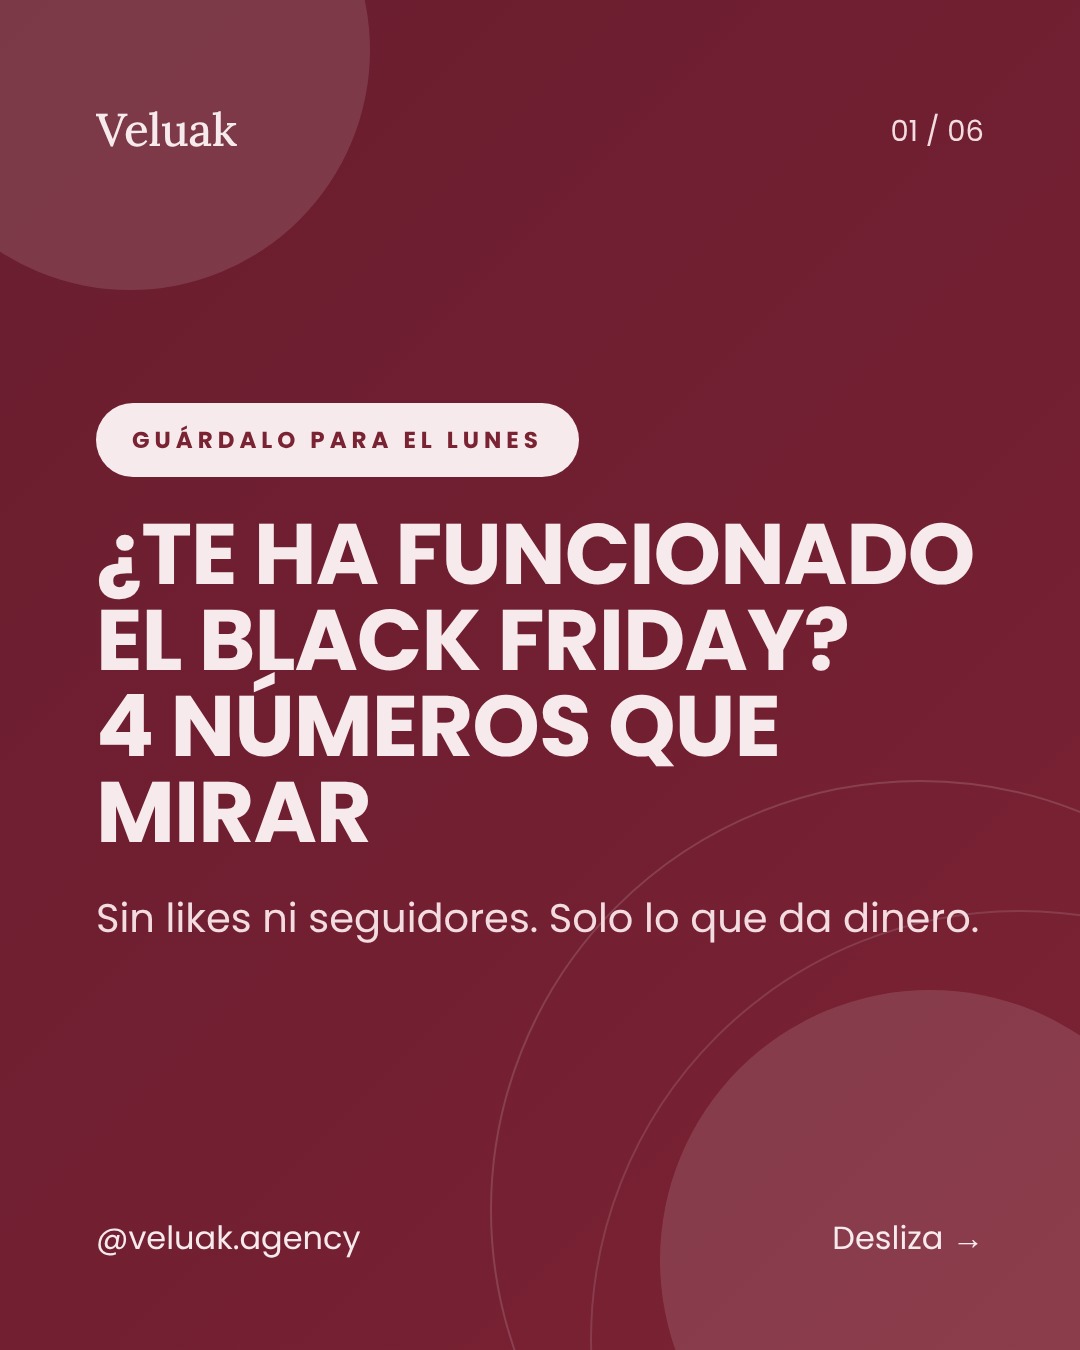 Veluak
01 / 06
GUÁRDALO PARA EL LUNES
¿TE HA FUNCIONADO
EL BLACK FRIDAY?
4 NÚMEROS QUE
MIRAR
Sin likes ni seguidores. Solo lo que da dinero.
@veluak.agency
Desliza →